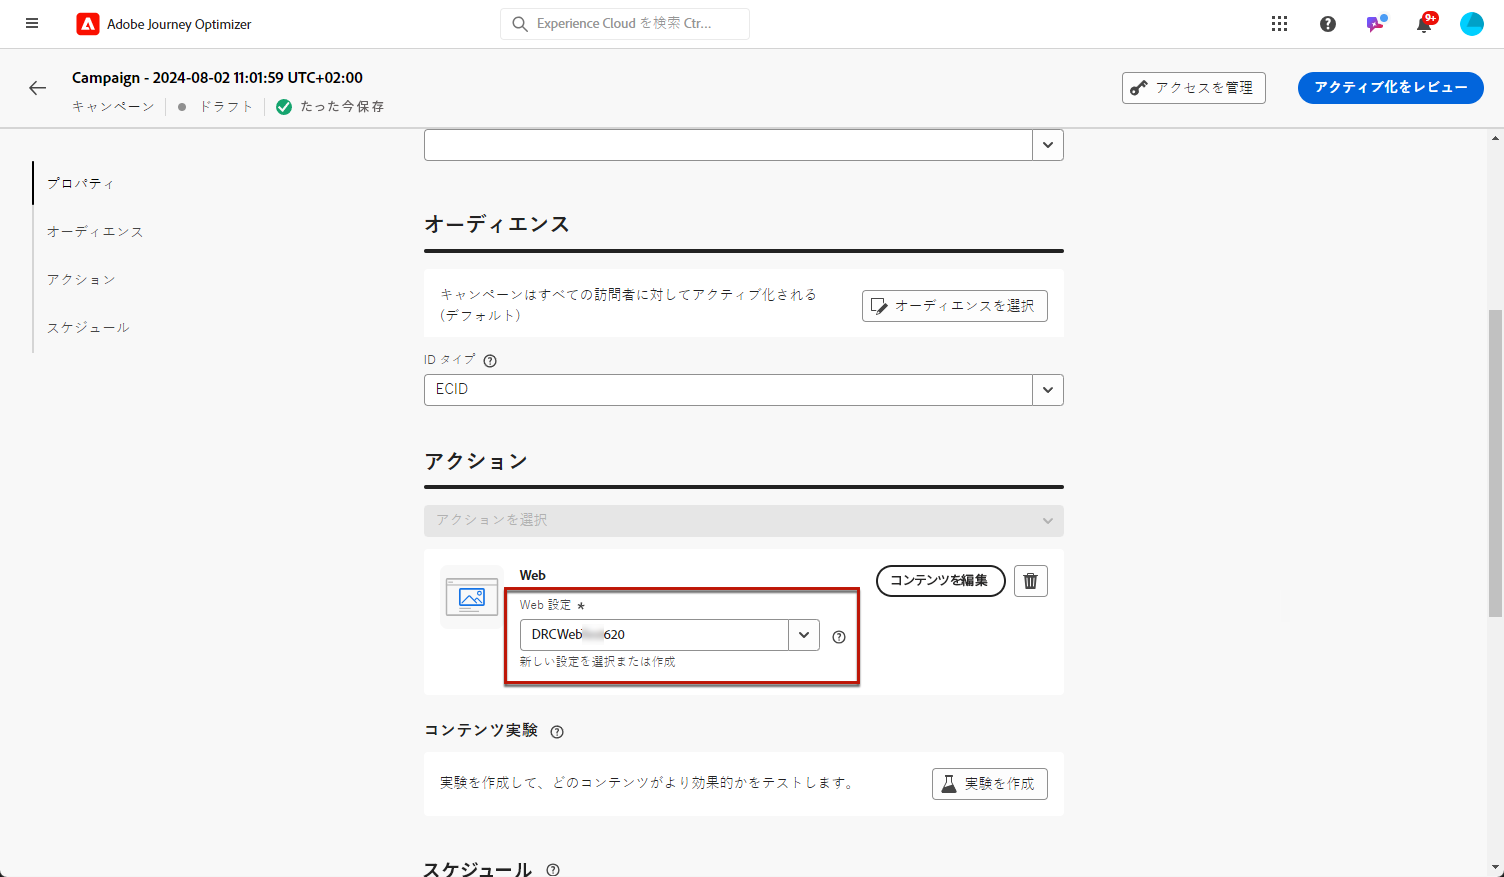 Adobe Journey Optimizer
Experience Cloud を検索 Ctr...
9+
Campaign - 2024-08-02 11:01:59 UTC+02:00
キャンペーン
ドラフト
たった今保存
アクセスを管理
アクティブ化をレビュー
プロパティ
オーディエンス
アクション
スケジュール
オーディエンス
キャンペーンはすべての訪問者に対してアクティブ化される
(デフォルト)
オーディエンスを選択
ID タイプ
ECID
アクション
アクションを選択
Web
コンテンツを編集
Web 設定 *
DRCWeb 620
新しい設定を選択または作成
コンテンツ実験
実験を作成して、どのコンテンツがより効果的かをテストします。
実験を作成
スケジュール